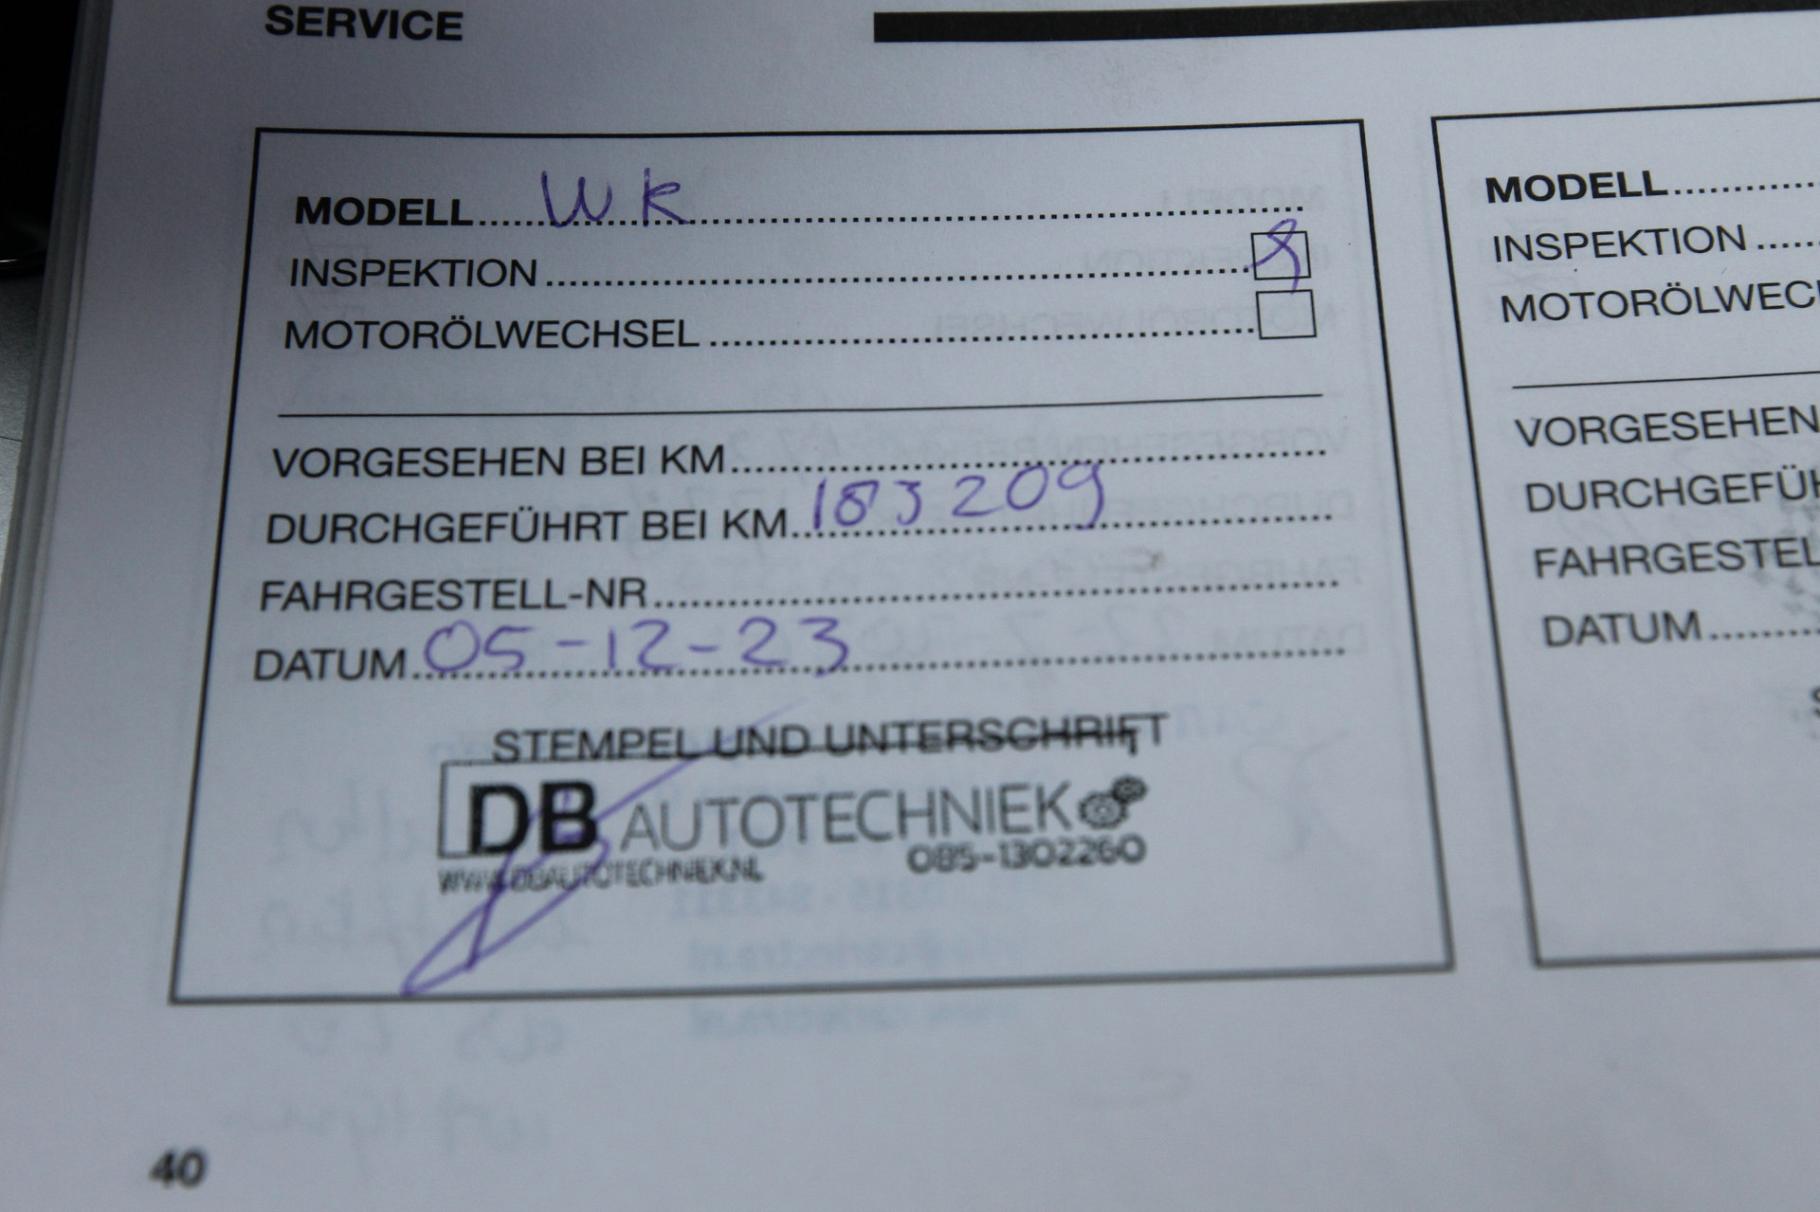 SERVICE
MODELL WK
INSPEKTION
MOTORÖLWECHSEL
VORGESEHEN BEI KM
DURCHGEFÜHRT BEI KM 183209
FAHRGESTELL-NR
DATUM 05-12-23
STEMPEL UND UNTERSCHRIFT
DB AUTOTECHNIEK
WWW.DBAUTOTECHNIEK.NL 085-1302260
MODELL
INSPEKTION
MOTORÖLWECH
VORGESEHEN
DURCHGEFÜH
FAHRGESTEL
DATUM
40